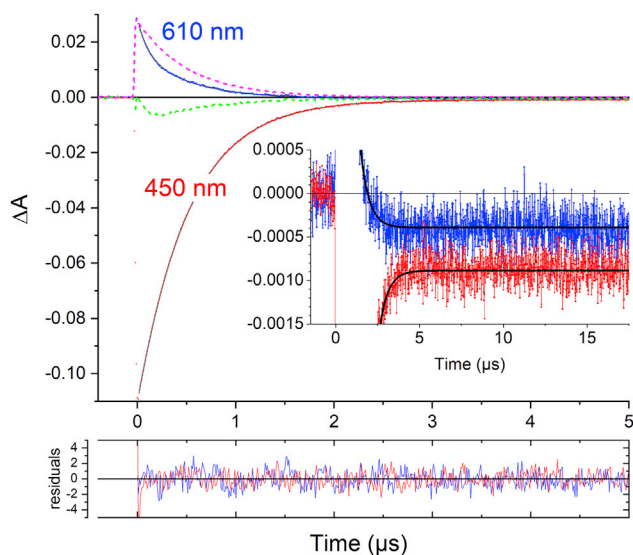 0.02
0.00
-0.02
-0.04
-0.06
-0.08
-0.10
ΔA
610 nm
450 nm
0.0005
0.0000
-0.0005
-0.0010
-0.0015
0 5 10 15
Time (µs)
0 1 2 3 4 5
4
2
0
-2
-4
residuals
Time (µs)